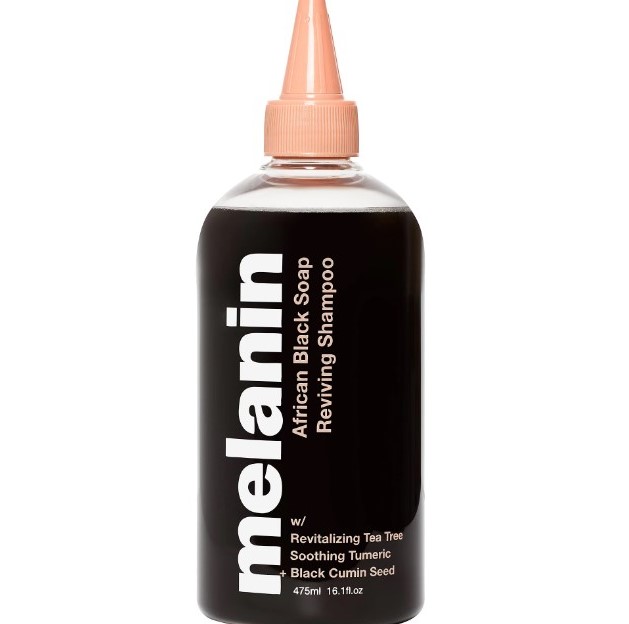 melanin
African Black Soap
Reviving Shampoo
w/
Revitalizing Tea Tree
Soothing Tumeric
+ Black Cumin Seed
475ml 16.1fl.oz